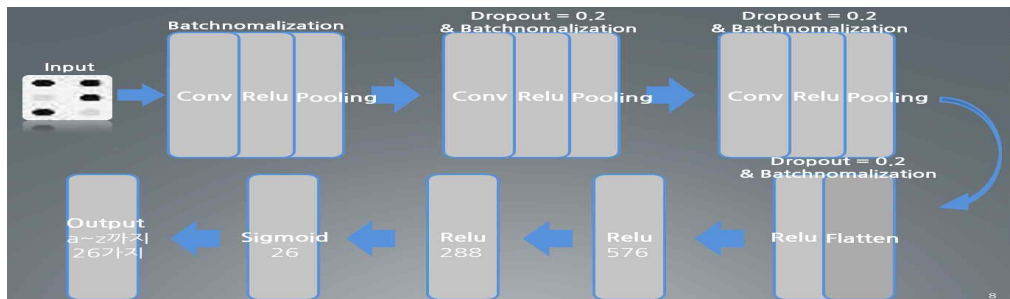 Batchnomalization
Dropout = 0.2
& Batchnomalization
Dropout = 0.2
& Batchnomalization
Input
Conv Relu Pooling
Conv Relu Pooling
Conv Relu Pooling
Dropout = 0.2
& Batchnomalization
Relu Flatten
Relu
576
Relu
288
Sigmoid
26
Output
a~z까지
26가지
8